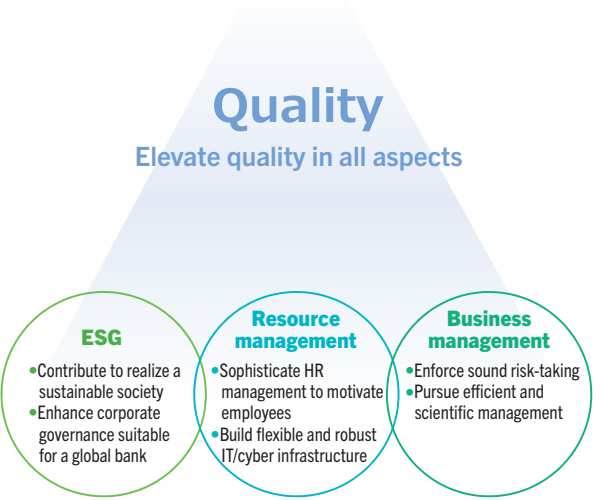 Quality
Elevate quality in all aspects
ESG
•Contribute to realize a
sustainable society
•Enhance corporate
governance suitable
for a global bank
Resource
management
•Sophisticate HR
management to motivate
employees
•Build flexible and robust
IT/cyber infrastructure
Business
management
•Enforce sound risk-taking
•Pursue efficient and
scientific management